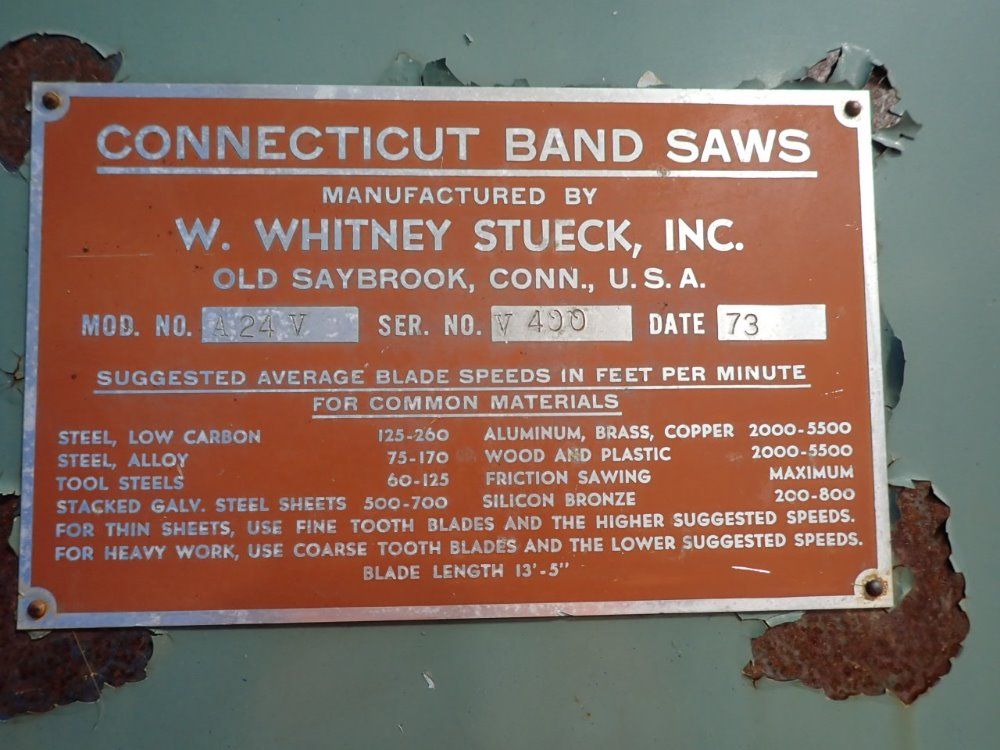 CONNECTICUT BAND SAWS
MANUFACTURED BY
W. WHITNEY STUECK, INC.
OLD SAYBROOK, CONN., U.S.A.
MOD. NO. A 24 V SER. NO. V 400 DATE 73
SUGGESTED AVERAGE BLADE SPEEDS IN FEET PER MINUTE
FOR COMMON MATERIALS
STEEL, LOW CARBON 125-260 ALUMINUM, BRASS, COPPER 2000-5500
STEEL, ALLOY 75-170 WOOD AND PLASTIC 2000-5500
TOOL STEELS 60-125 FRICTION SAWING MAXIMUM
STACKED GALV. STEEL SHEETS 500-700 SILICON BRONZE 200-800
FOR THIN SHEETS, USE FINE TOOTH BLADES AND THE HIGHER SUGGESTED SPEEDS.
FOR HEAVY WORK, USE COARSE TOOTH BLADES AND THE LOWER SUGGESTED SPEEDS.
BLADE LENGTH 13'-5"